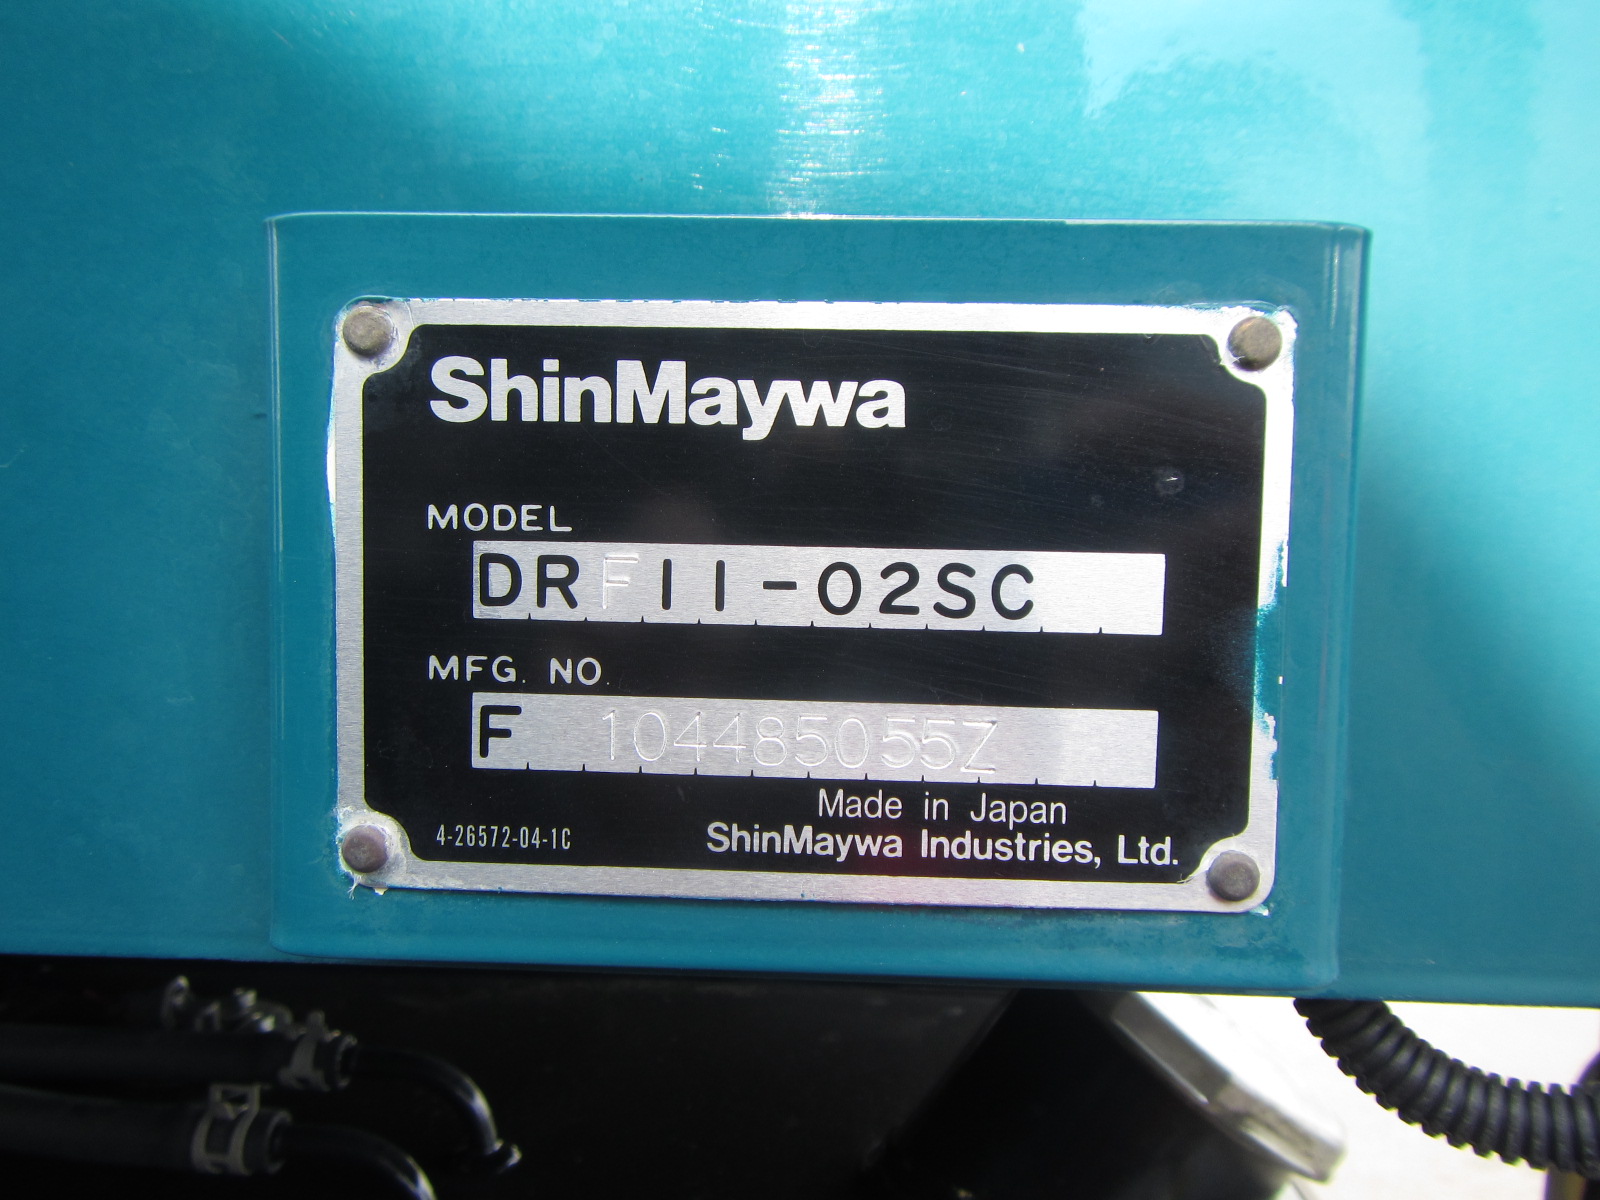 ShinMaywa
MODEL
DRF11-02SC
MFG. NO.
F 104485055Z
Made in Japan
4-26572-04-1C
ShinMaywa Industries, Ltd.